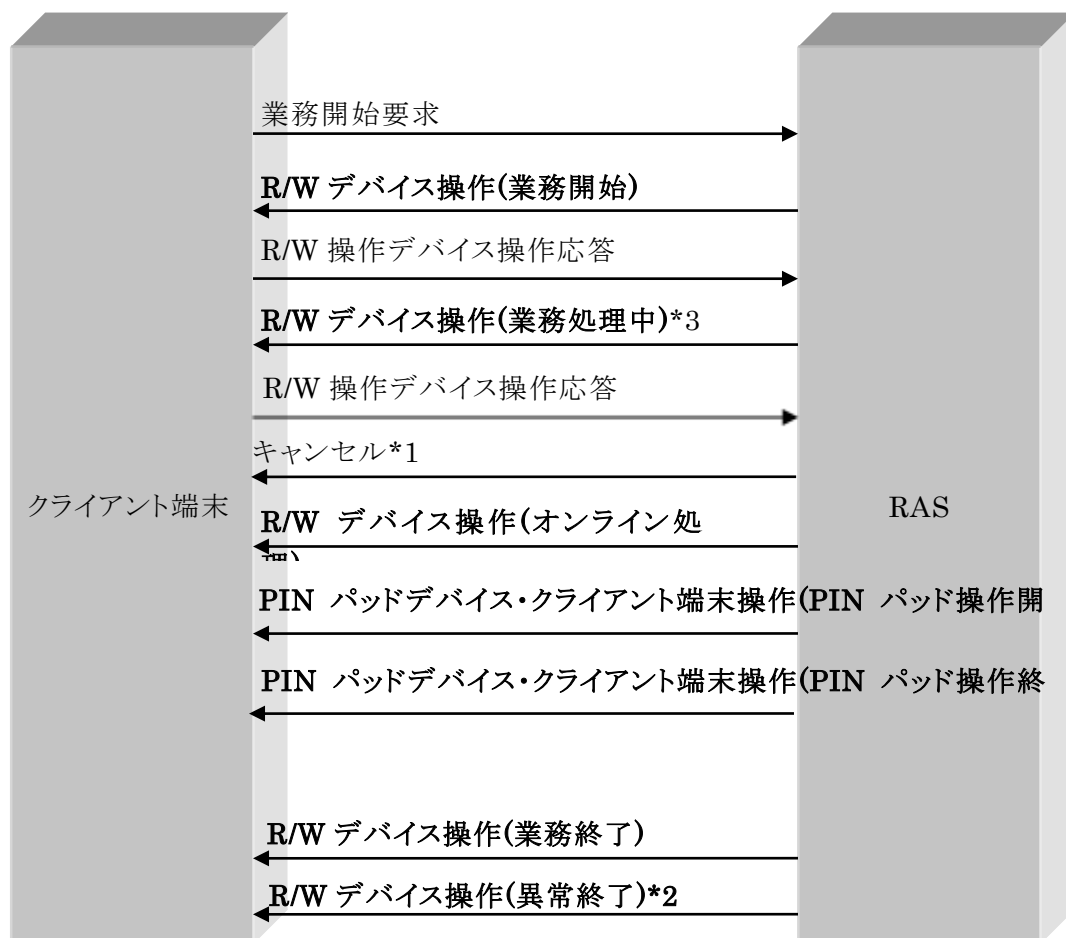 業務開始要求
R/W デバイス操作(業務開始)
R/W 操作デバイス操作応答
R/W デバイス操作(業務処理中)*3
R/W 操作デバイス操作応答
キャンセル*1
クライアント端末
RAS
R/W デバイス操作(オンライン処
理)
PIN パッドデバイス・クライアント端末操作(PIN パッド操作開
PIN パッドデバイス・クライアント端末操作(PIN パッド操作終
R/W デバイス操作(業務終了)
R/W デバイス操作(異常終了)*2